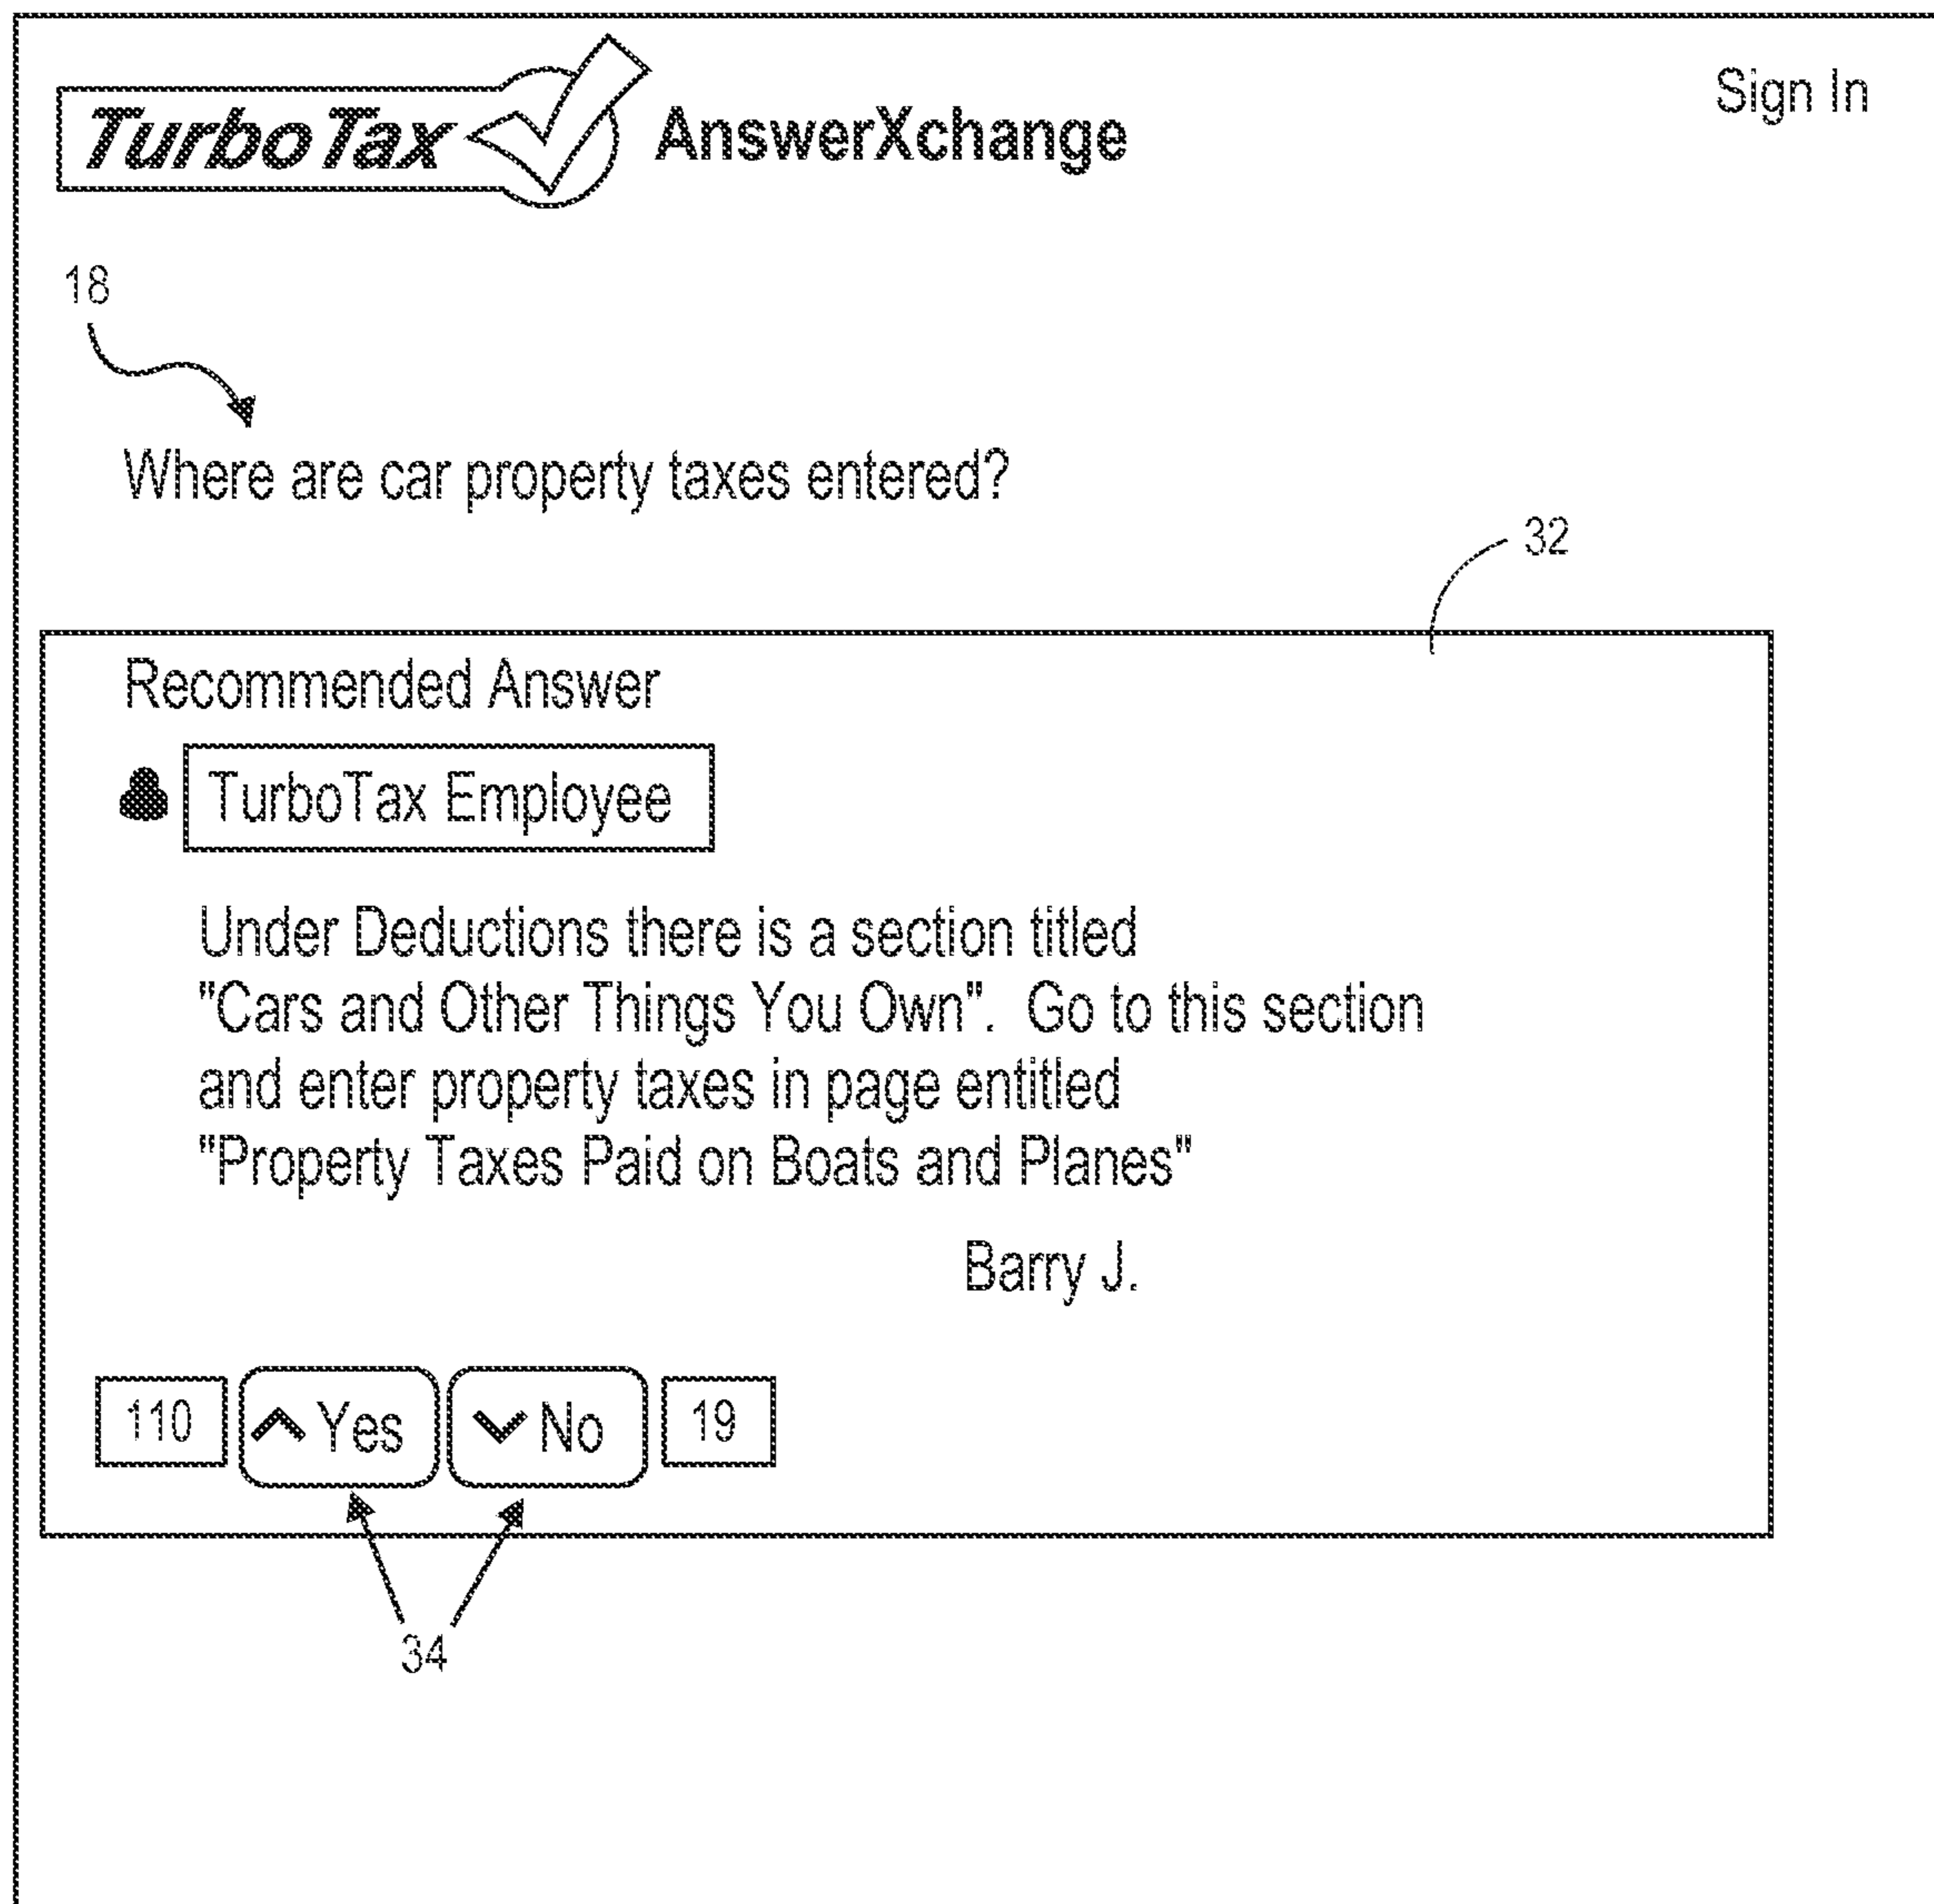 TurboTax AnswerXchange
Sign In
18
Where are car property taxes entered?
32
Recommended Answer
TurboTax Employee
Under Deductions there is a section titled
"Cars and Other Things You Own". Go to this section
and enter property taxes in page entitled
"Property Taxes Paid on Boats and Planes"
Barry J.
110 Yes No 19
34